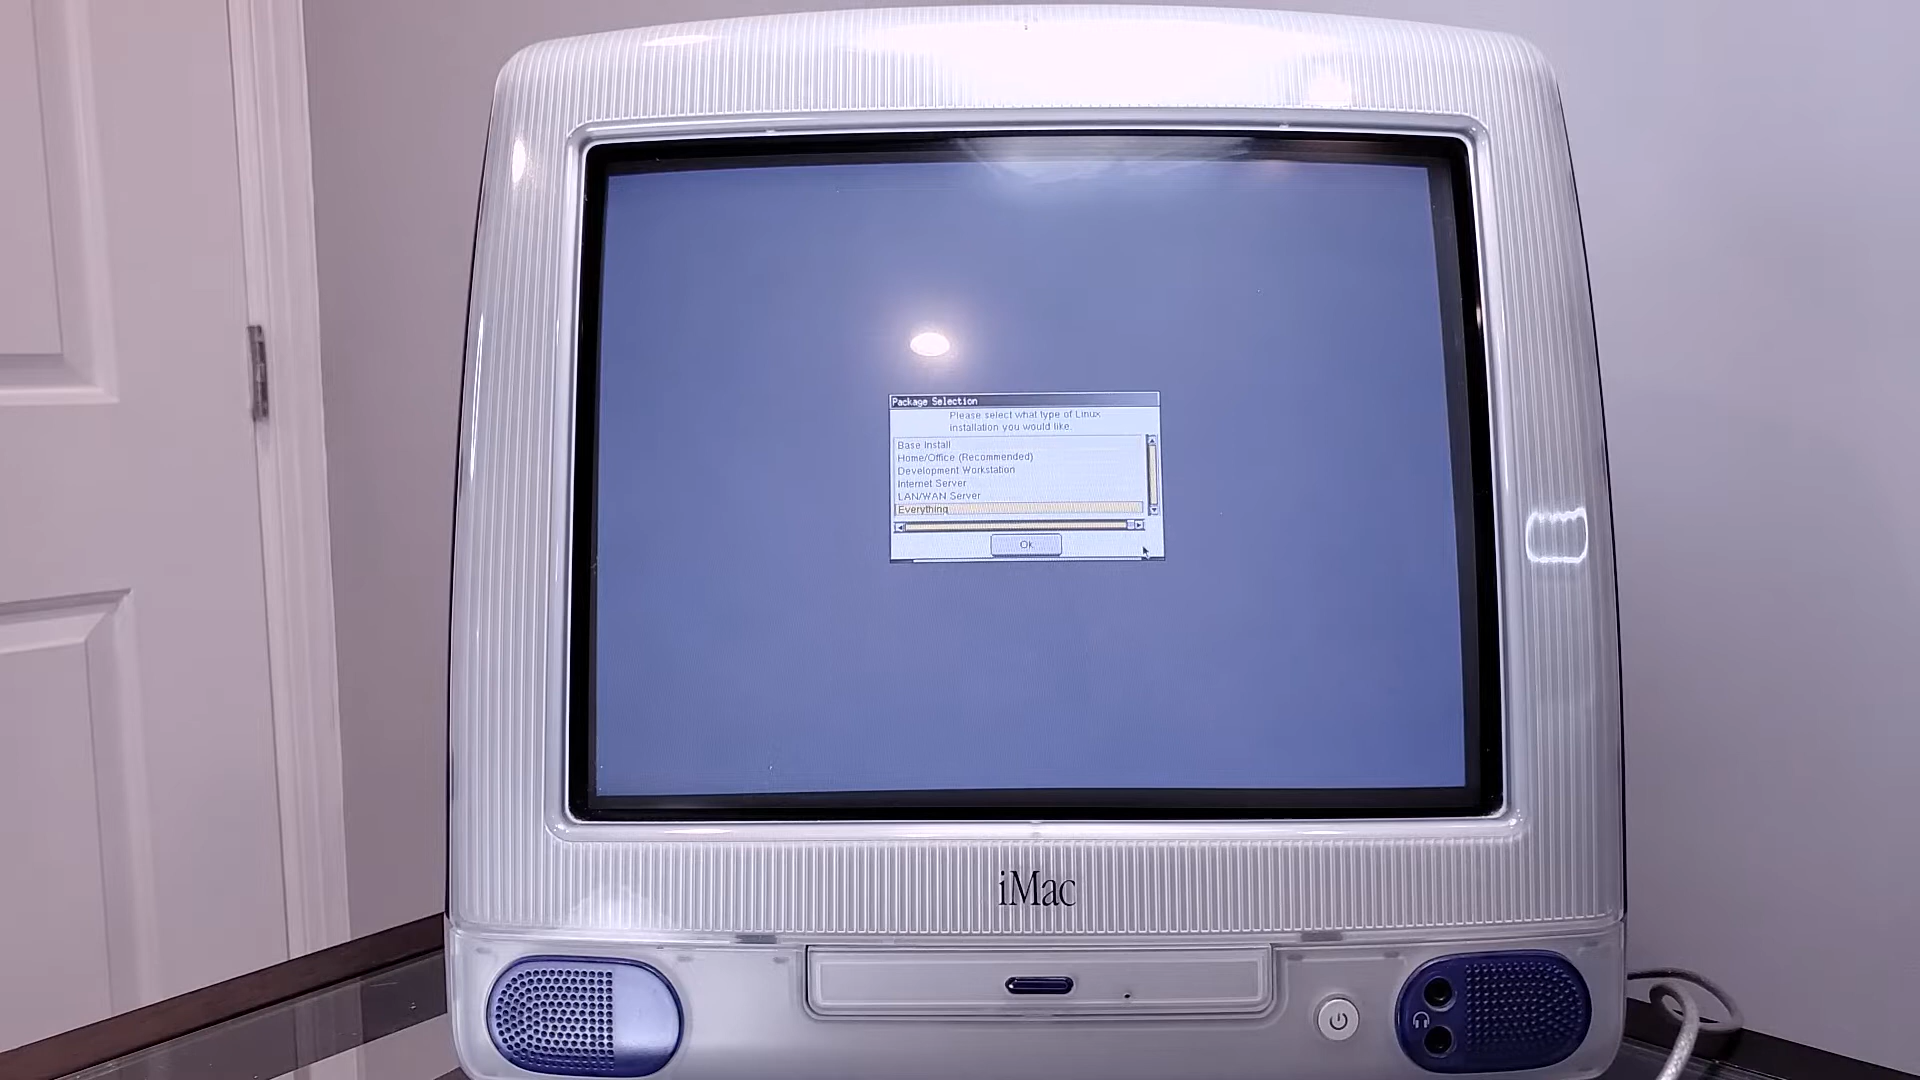 Package Selection
Please select what type of Linux
installation you would like.
Base Install
Home/Office (Recommended)
Development Workstation
Internet Server
LAN/WAN Server
Everything
Ok
iMac